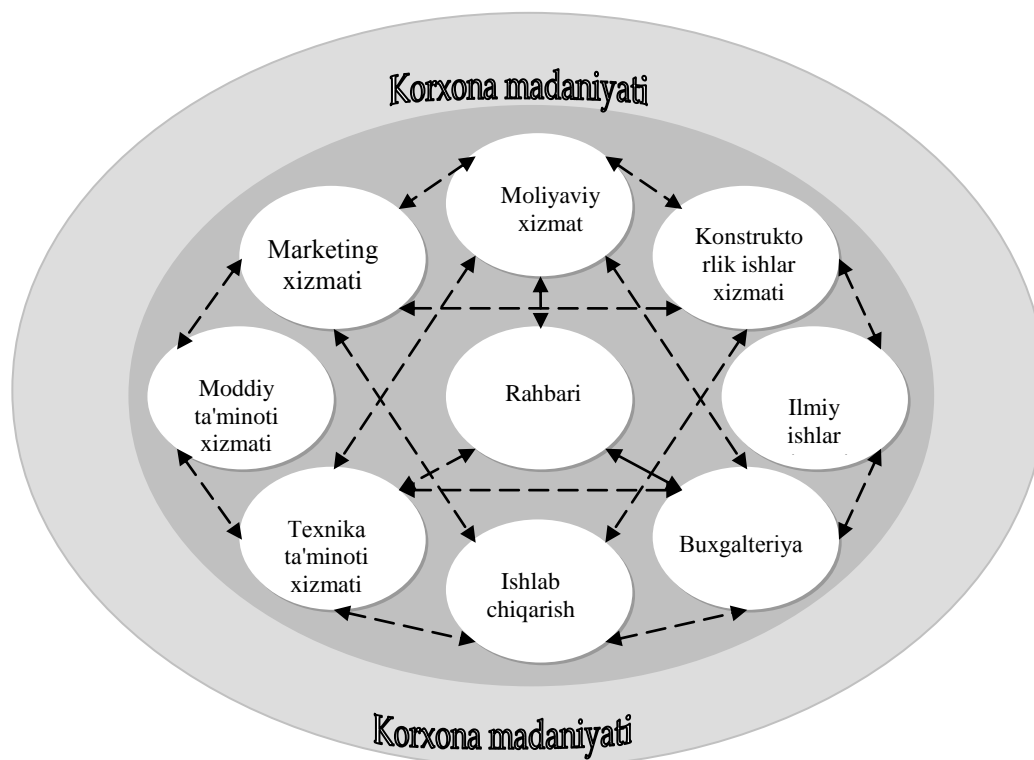 Korxona madaniyati
Moliyaviy
xizmat
Marketing
xizmati
Konstrukto
rlik ishlar
xizmati
Moddiy
ta'minoti
xizmati
Rahbari
Ilmiy
ishlar
Texnika
ta'minoti
xizmati
Ishlab
chiqarish
Buxgalteriya
Korxona madaniyati